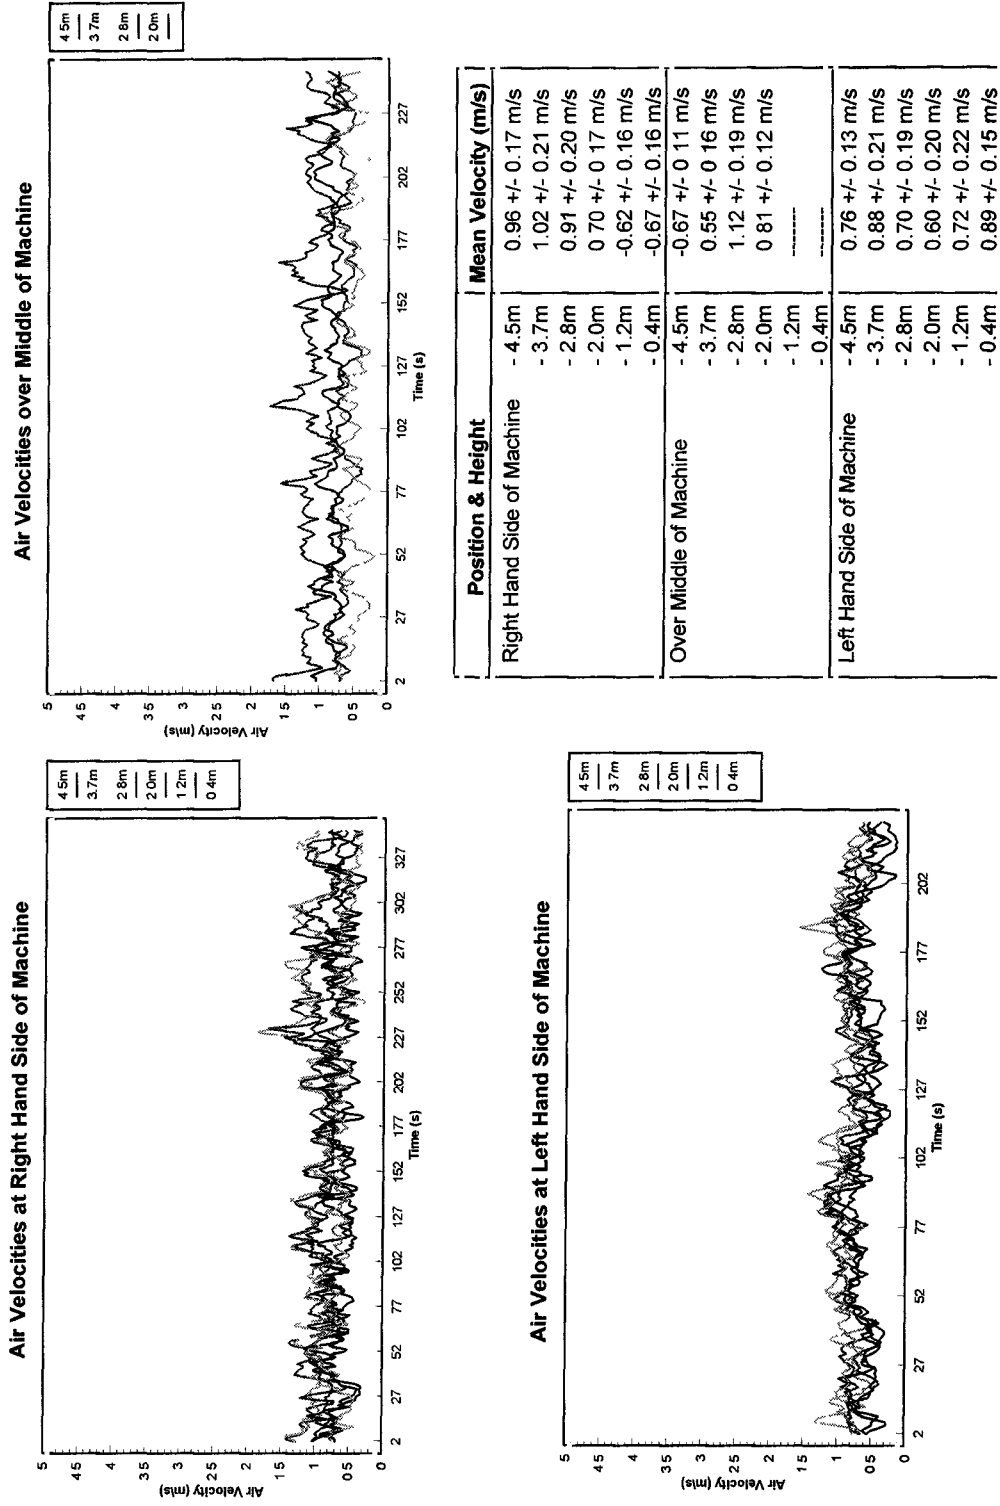 Air Velocities at Right Hand Side of Machine
Air Velocity (m/s)
5
4 5
4
3 5
3
2 5
2
1 5
1
0 5
0
2 27 52 77 102 127 152 177 202 227 252 277 302 327
Time (s)
4 5m
3 7m
2 8m
2 0m
1 2m
0 4m
Air Velocities over Middle of Machine
Air Velocity (m/s)
5
4 5
4
3 5
3
2 5
2
1 5
1
0 5
0
2 27 52 77 102 127 152 177 202 227
Time (s)
4 5m
3 7m
2 8m
2 0m
Air Velocities at Left Hand Side of Machine
Air Velocity (m/s)
5
4 5
4
3 5
3
2 5
2
1 5
1
0 5
0
2 27 52 77 102 127 152 177 202
Time (s)
4 5m
3 7m
2 8m
2 0m
1 2m
0 4m
Position & Height Mean Velocity (m/s)
Right Hand Side of Machine - 4.5m 0.96 +/- 0.17 m/s
- 3.7m 1.02 +/- 0.21 m/s
- 2.8m 0.91 +/- 0.20 m/s
- 2.0m 0.70 +/- 0 17 m/s
- 1.2m -0.62 +/- 0.16 m/s
- 0.4m -0.67 +/- 0.16 m/s
Over Middle of Machine - 4.5m -0.67 +/- 0 11 m/s
- 3.7m 0.55 +/- 0 16 m/s
- 2.8m 1.12 +/- 0.19 m/s
- 2.0m 0.81 +/- 0.12 m/s
- 1.2m ------
- 0.4m ------
Left Hand Side of Machine - 4.5m 0.76 +/- 0.13 m/s
- 3.7m 0.88 +/- 0.21 m/s
- 2.8m 0.70 +/- 0.19 m/s
- 2.0m 0.60 +/- 0.20 m/s
- 1.2m 0.72 +/- 0.22 m/s
- 0.4m 0.89 +/- 0.15 m/s